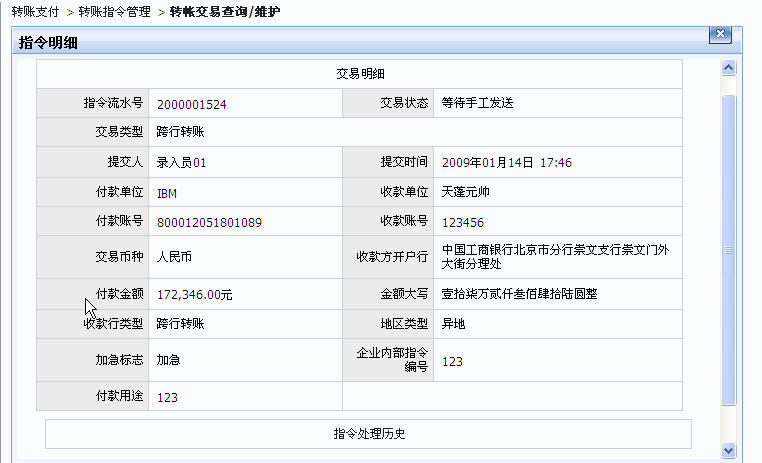 转账支付 > 转账指令管理 > 转帐交易查询/维护
指令明细
交易明细
指令流水号 2000001524 交易状态 等待手工发送
交易类型 跨行转账
提交人 录入员01 提交时间 2009年01月14日 17:46
付款单位 IBM 收款单位 天蓬元帅
付款账号 800012051801089 收款账号 123456
交易币种 人民币 收款方开户行 中国工商银行北京市分行崇文支行崇文门外
大街分理处
付款金额 172,346.00元 金额大写 壹拾柒万贰仟叁佰肆拾陆圆整
收款行类型 跨行转账 地区类型 异地
加急标志 加急 企业内部指令
编号 123
付款用途 123
指令处理历史